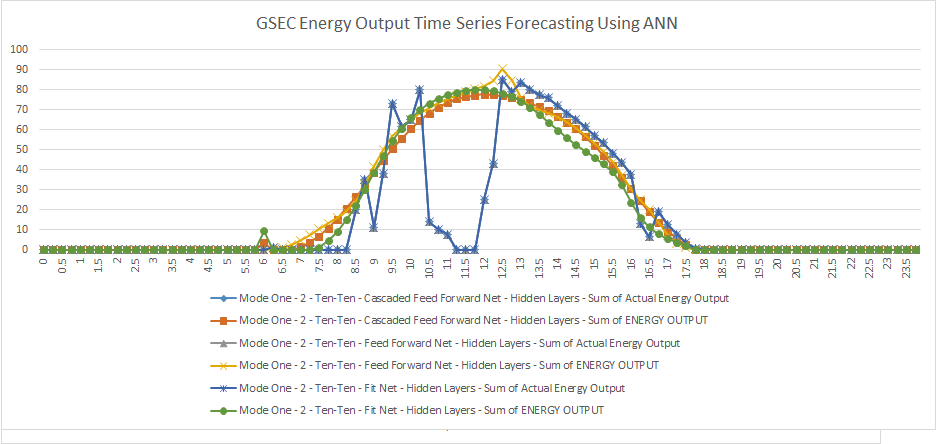 GSEC Energy Output Time Series Forecasting Using ANN
100
90
80
70
60
50
40
30
20
10
0
0 0.5 1 1.5 2 2.5 3 3.5 4 4.5 5 5.5 6 6.5 7 7.5 8 8.5 9 9.5 10 10.5 11 11.5 12 12.5 13 13.5 14 14.5 15 15.5 16 16.5 17 17.5 18 18.5 19 19.5 20 20.5 21 21.5 22 22.5 23 23.5
Mode One - 2 - Ten-Ten - Cascaded Feed Forward Net - Hidden Layers - Sum of Actual Energy Output
Mode One - 2 - Ten-Ten - Cascaded Feed Forward Net - Hidden Layers - Sum of ENERGY OUTPUT
Mode One - 2 - Ten-Ten - Feed Forward Net - Hidden Layers - Sum of Actual Energy Output
Mode One - 2 - Ten-Ten - Feed Forward Net - Hidden Layers - Sum of ENERGY OUTPUT
Mode One - 2 - Ten-Ten - Fit Net - Hidden Layers - Sum of Actual Energy Output
Mode One - 2 - Ten-Ten - Fit Net - Hidden Layers - Sum of ENERGY OUTPUT